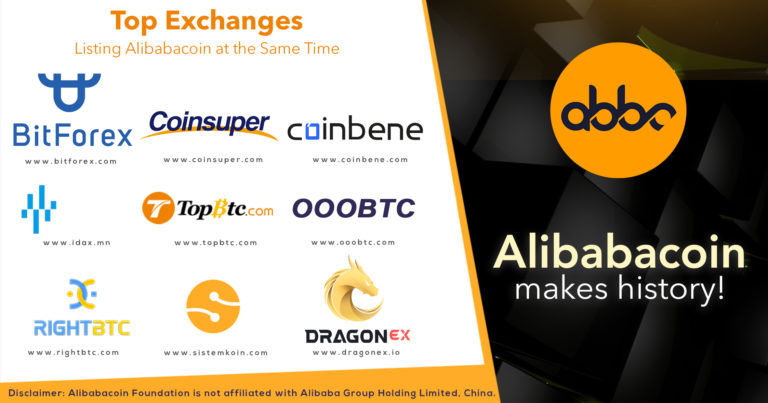 Top Exchanges
Listing Alibabacoin at the Same Time
BitForex
www.bitforex.com
Coinsuper
www.coinsuper.com
coinbene
www.coinbene.com
www.idax.mn
TopBtc.com
www.topbtc.com
OOOBTC
www.ooobtc.com
RIGHTBTC
www.rightbtc.com
www.sistemkoin.com
DRAGONEX
www.dragonex.io
Disclaimer: Alibabacoin Foundation is not affiliated with Alibaba Group Holding Limited, China.
abbc
Alibabacoin
makes history!